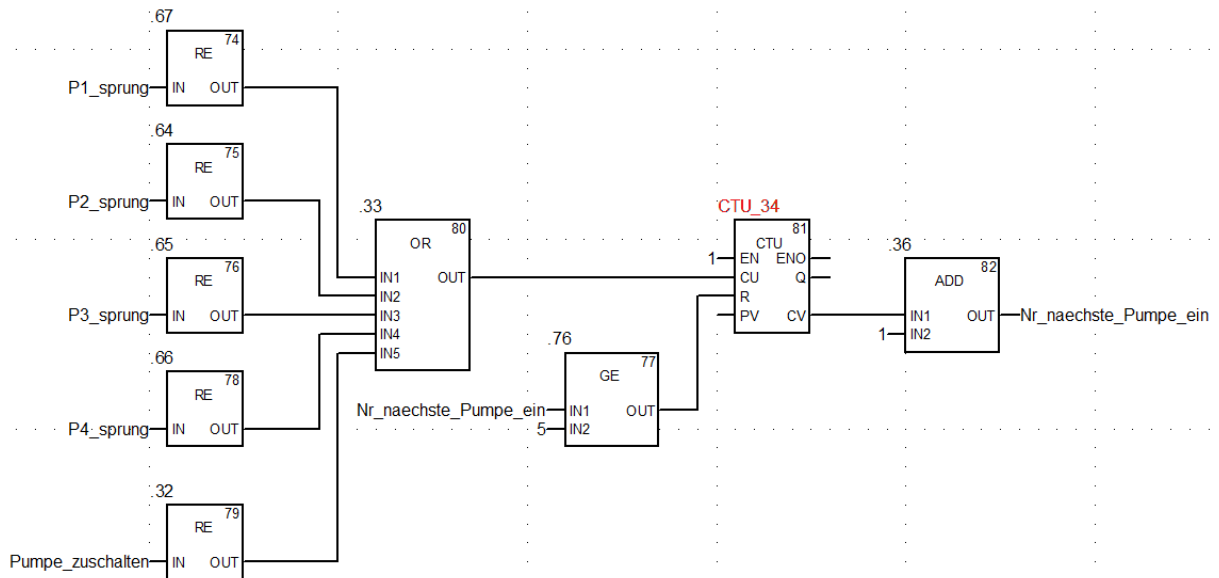 .67
RE 74
P1_sprung IN OUT
.64
RE 75
P2_sprung IN OUT
.65
RE 76
P3_sprung IN OUT
.66
RE 78
P4_sprung IN OUT
.32
RE 79
Pumpe_zuschalten IN OUT
.33
OR 80
IN1 OUT
IN2
IN3
IN4
IN5
.76
GE 77
Nr_naechste_Pumpe_ein IN1 OUT
5 IN2
CTU_34
CTU 81
1 EN ENO
CU Q
R
PV CV
.36
ADD 82
IN1 OUT Nr_naechste_Pumpe_ein
1 IN2